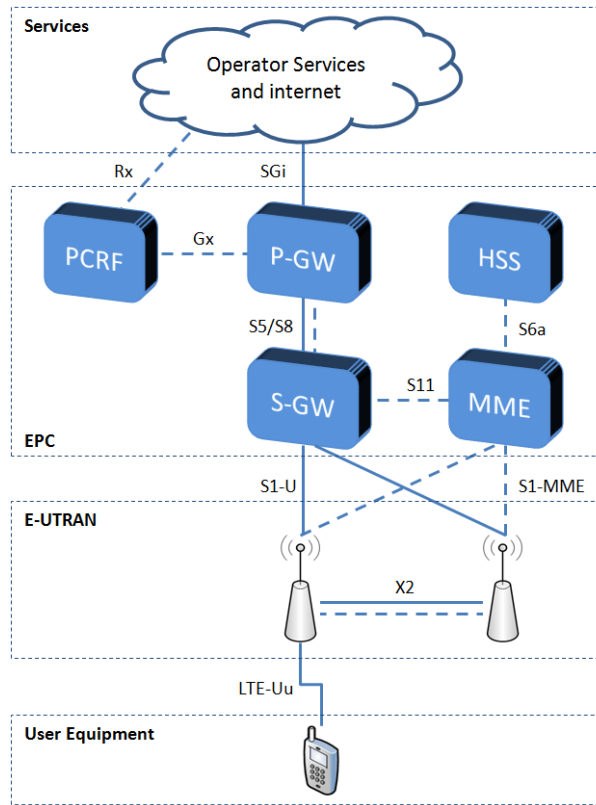 Services
Operator Services
and internet
Rx
SGi
PCRF
Gx
P-GW
HSS
S5/S8
S6a
S-GW
S11
MME
EPC
S1-U
S1-MME
E-UTRAN
X2
LTE-Uu
User Equipment